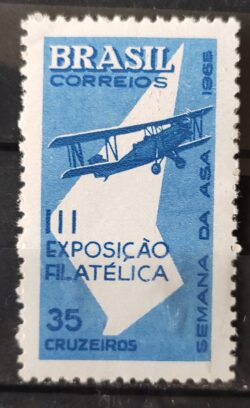 BRASIL
CORREIOS
SEMANA DA ASA 1965
III
EXPOSIÇÃO
FILATÉLICA
35
CRUZEIROS